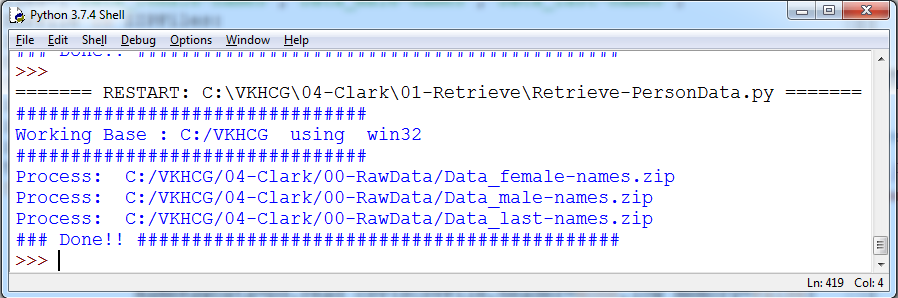 Python 3.7.4 Shell
File Edit Shell Debug Options Window Help
### Done!! ############################################
>>>
======= RESTART: C:\VKHCG\04-Clark\01-Retrieve\Retrieve-PersonData.py =======
################################
Working Base : C:/VKHCG  using  win32
################################
Process:  C:/VKHCG/04-Clark/00-RawData/Data_female-names.zip
Process:  C:/VKHCG/04-Clark/00-RawData/Data_male-names.zip
Process:  C:/VKHCG/04-Clark/00-RawData/Data_last-names.zip
### Done!! ############################################
>>>
Ln: 419 Col: 4